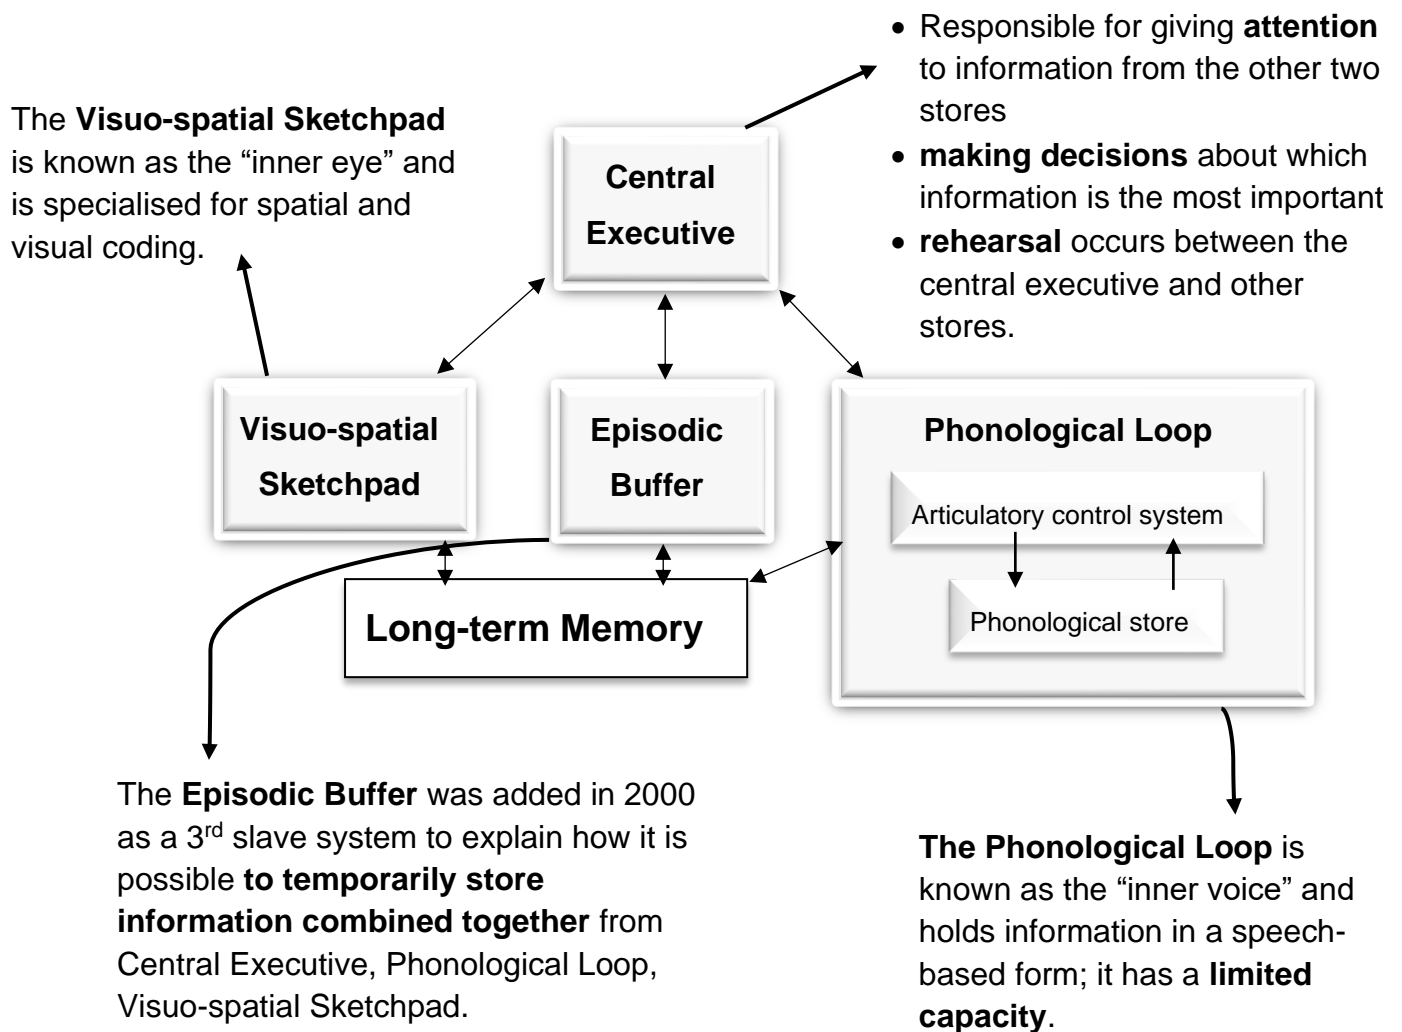 • Responsible for giving attention
to information from the other two
stores
• making decisions about which
information is the most important
• rehearsal occurs between the
central executive and other
stores.
The Visuo-spatial Sketchpad
is known as the “inner eye” and
is specialised for spatial and
visual coding.
Central
Executive
Visuo-spatial
Sketchpad
Episodic
Buffer
Phonological Loop
Articulatory control system
Phonological store
Long-term Memory
The Episodic Buffer was added in 2000
as a 3rd slave system to explain how it is
possible to temporarily store
information combined together from
Central Executive, Phonological Loop,
Visuo-spatial Sketchpad.
The Phonological Loop is
known as the “inner voice” and
holds information in a speech-
based form; it has a limited
capacity.